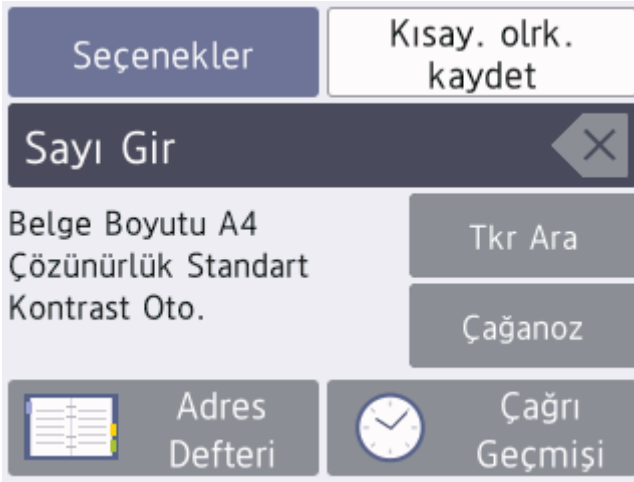 Seçenekler
Kısay. olrk.
kaydet
Sayı Gir
Belge Boyutu A4
Çözünürlük Standart
Kontrast Oto.
Tkr Ara
Çağanoz
Adres
Defteri
Çağrı
Geçmişi